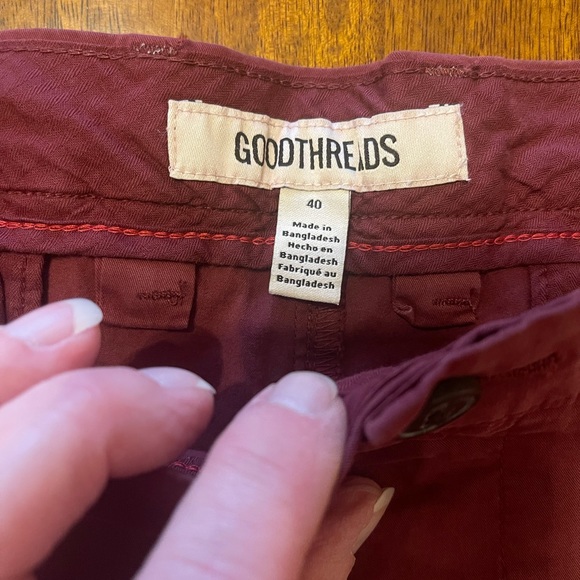 GOODTHREADS
40
Made in
Bangladesh
Hecho en
Bangladesh
Fabriqué au
Bangladesh